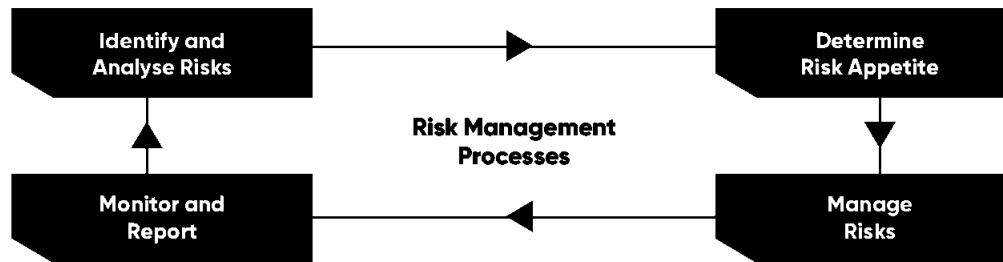 Identify and
Analyse Risks
Determine
Risk Appetite
Risk Management
Processes
Monitor and
Report
Manage
Risks